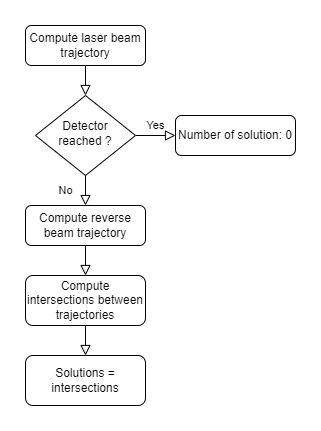 Compute laser beam
trajectory
Detector
reached ?
Yes
Number of solution: 0
No
Compute reverse
beam trajectory
Compute
intersections between
trajectories
Solutions =
intersections